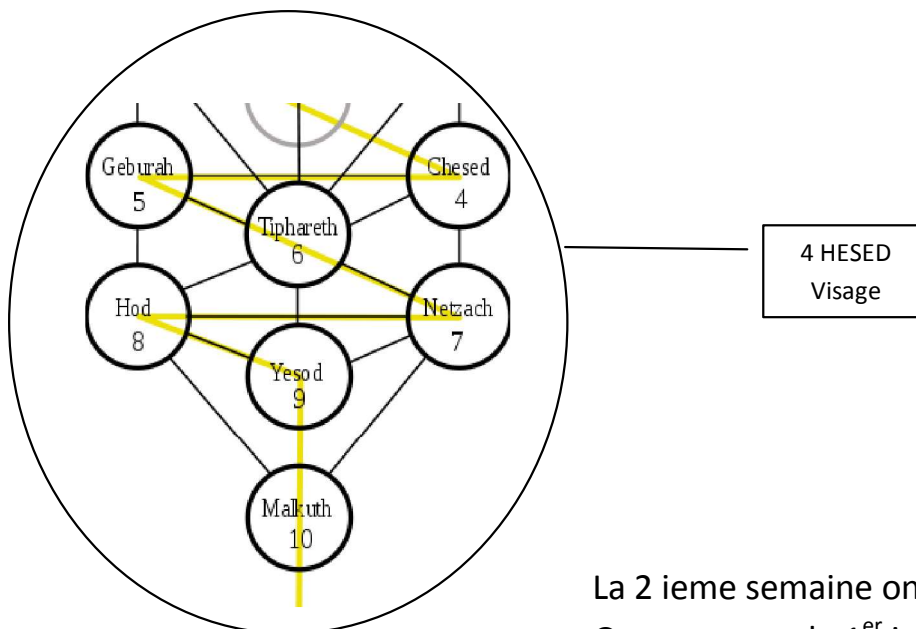 Geburah
5
Chesed
4
Tiphareth
6
4 HESED
Visage
Hod
8
Netzach
7
Yesod
9
Malkuth
10
La 2 ieme semaine on